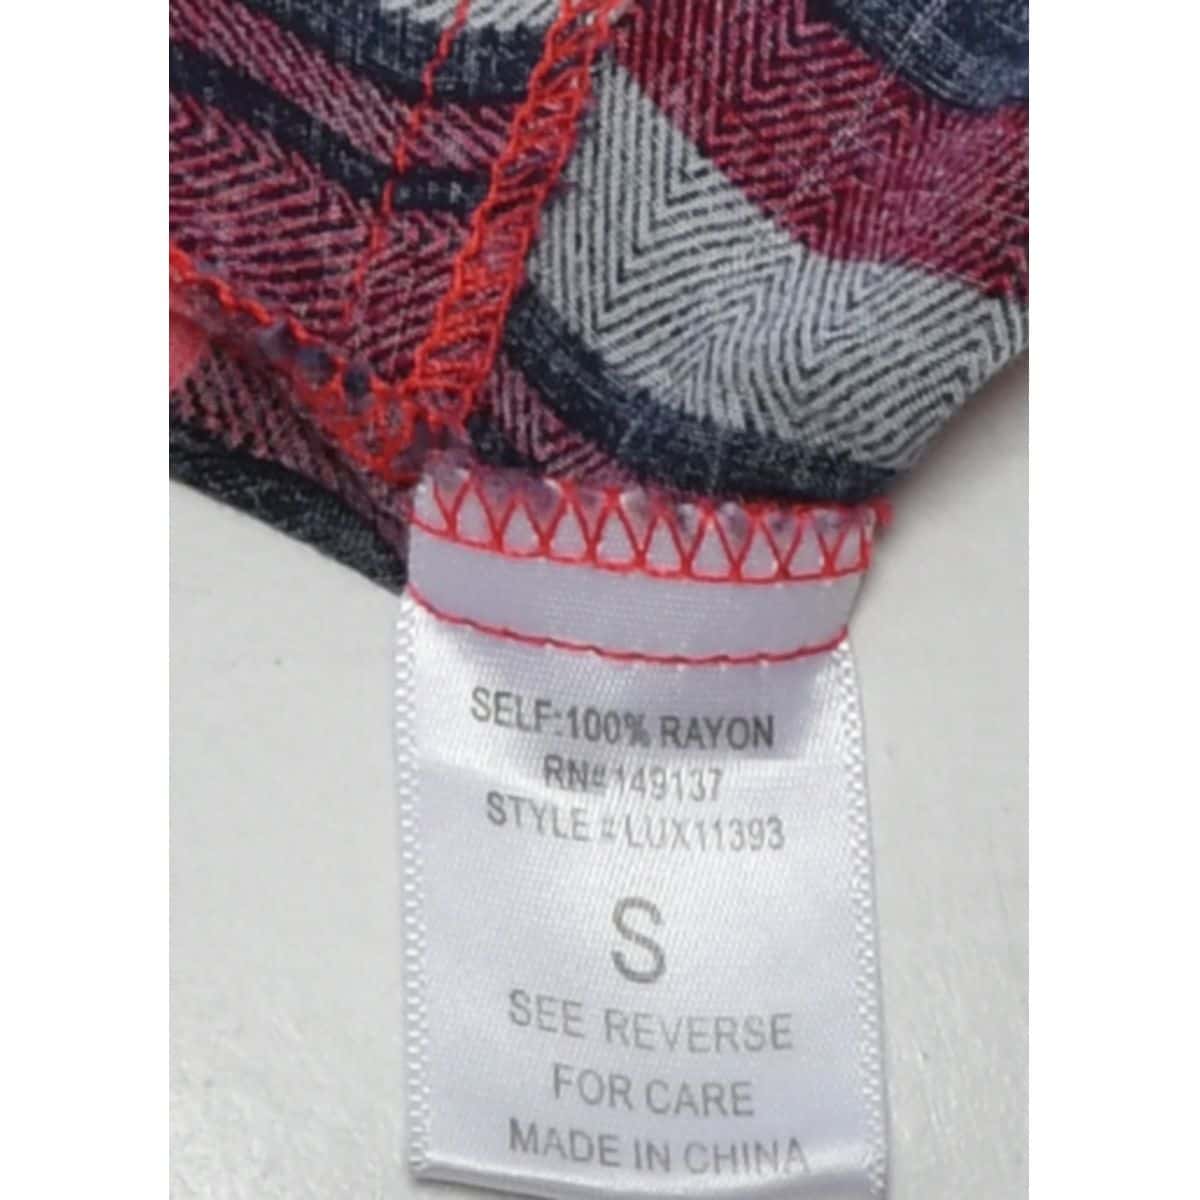 SELF:100% RAYON
RN#149137
STYLE#LUX11393
S
SEE REVERSE
FOR CARE
MADE IN CHINA